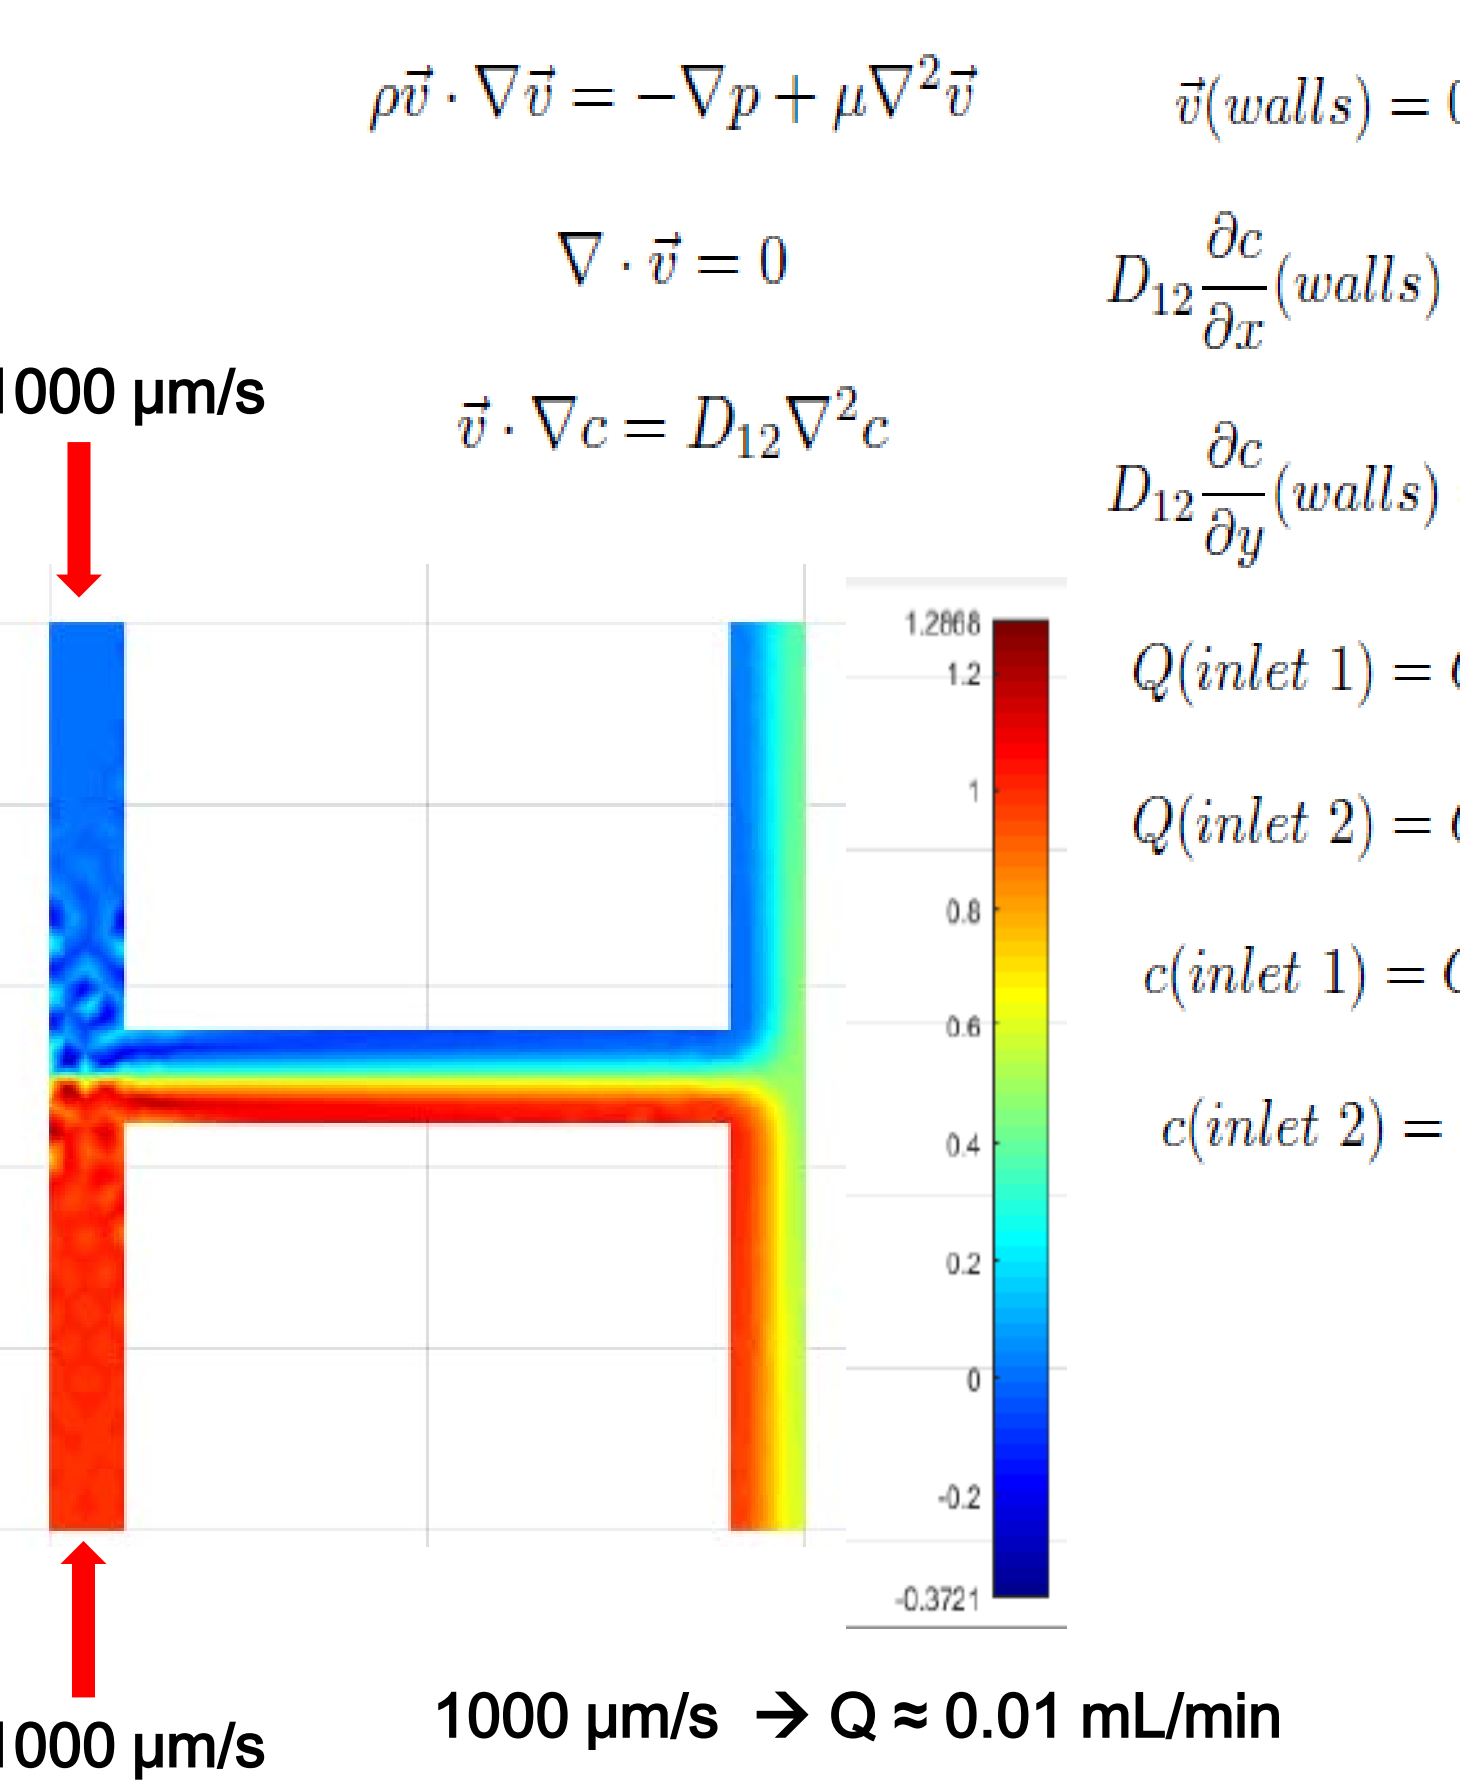 ρv⃗ · ∇v⃗ = −∇p + μ∇²v⃗
v⃗(walls) = 0
∇ · v⃗ = 0
D₁₂ ∂c/∂x (walls)
1000 μm/s
v⃗ · ∇c = D₁₂∇²c
D₁₂ ∂c/∂y (walls)
1.2868
1.2
1
0.8
0.6
0.4
0.2
0
-0.2
-0.3721
Q(inlet 1) =
Q(inlet 2) =
c(inlet 1) =
c(inlet 2) =
1000 μm/s
1000 μm/s → Q ≈ 0.01 mL/min